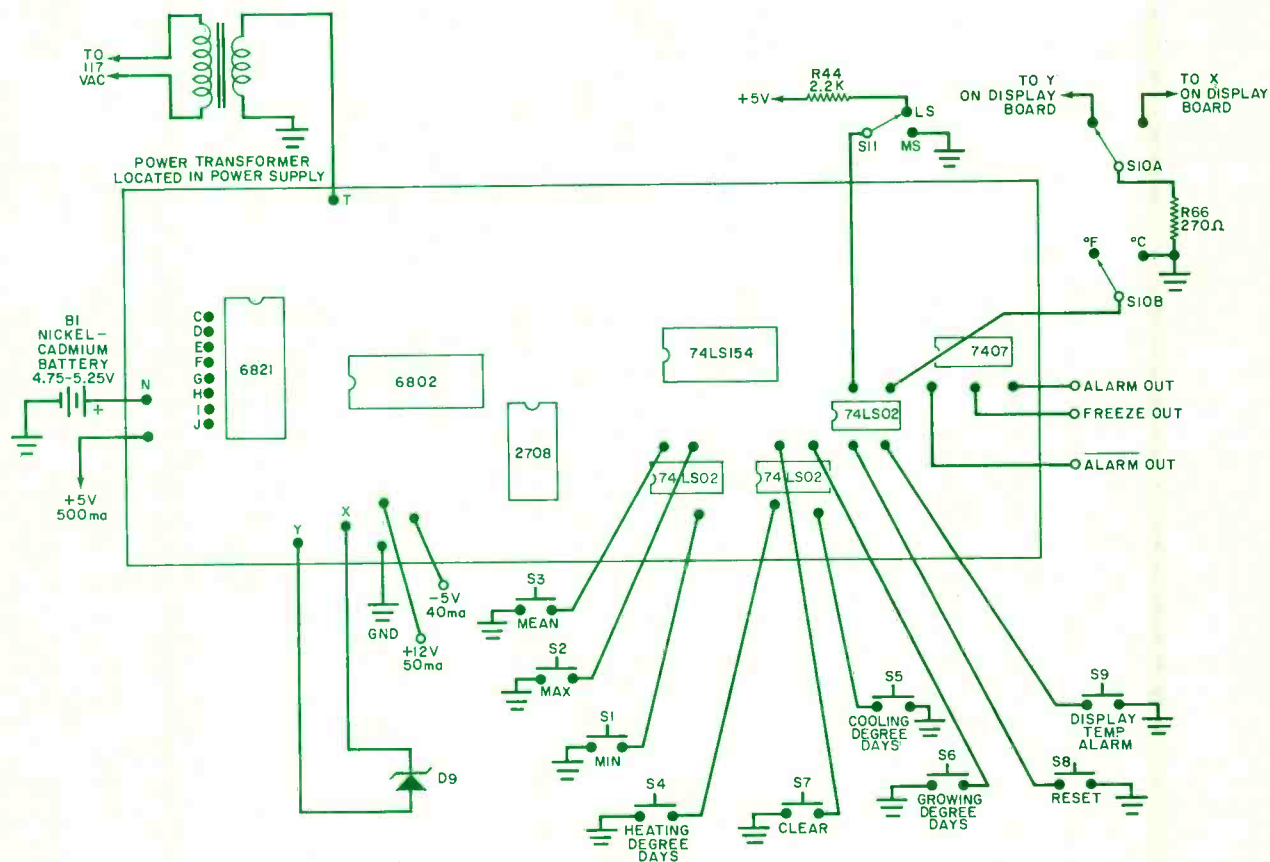 TO
117
VAC
POWER TRANSFORMER
LOCATED IN POWER SUPPLY
T
R44
2.2K
+5V
LS
S11
MS
TO Y
ON DISPLAY
BOARD
TO X
ON DISPLAY
BOARD
S10A
R66
270Ω
°F
°C
S10B
B1
NICKEL-
CADMIUM
BATTERY
4.75-5.25V
+
N
+5V
500ma
C
D
E
F
G
H
I
J
6821
6802
2708
74LS154
7407
74LS02
74LS02
74LS02
ALARM OUT
FREEZE OUT
ALARM OUT
Y
X
GND
-5V
40ma
+12V
50ma
D9
S3
MEAN
S2
MAX
S1
MIN
S4
HEATING
DEGREE
DAYS
S7
CLEAR
S5
COOLING
DEGREE
DAYS
S6
GROWING
DEGREE
DAYS
S9
DISPLAY
TEMP
ALARM
S8
RESET